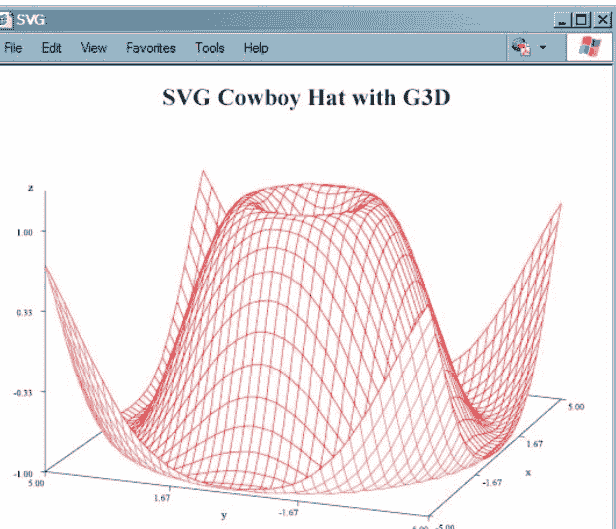 SVG
File Edit View Favorites Tools Help
SVG Cowboy Hat with G3D
z
1.00
0.33
-0.33
-1.00
5.00
1.67
y
-1.67
-5.00
-1.67
x
1.67
5.00